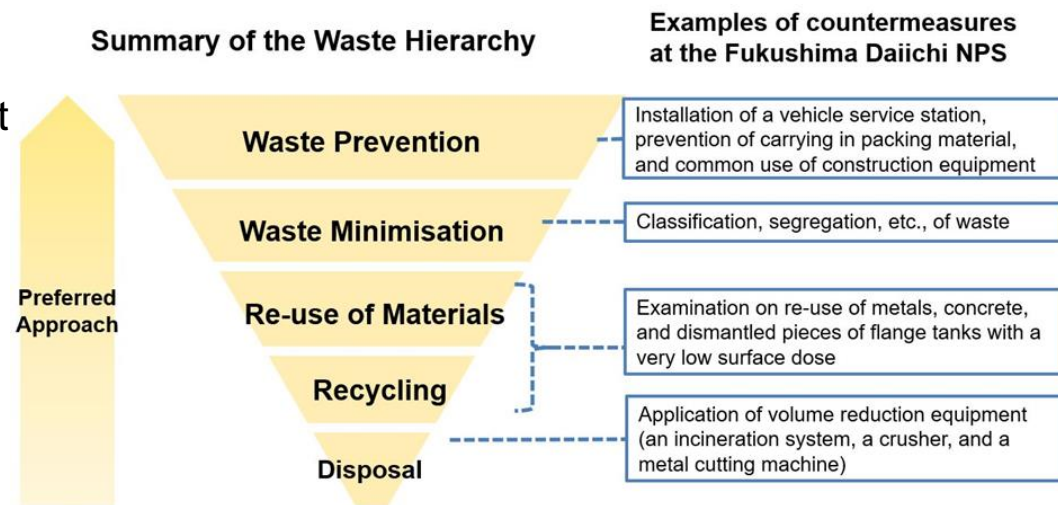 Summary of the Waste Hierarchy
Examples of countermeasures
at the Fukushima Daiichi NPS
t
Preferred
Approach
Waste Prevention
Installation of a vehicle service station,
prevention of carrying in packing material,
and common use of construction equipment
Waste Minimisation
Classification, segregation, etc., of waste
Re-use of Materials
Recycling
Examination on re-use of metals, concrete,
and dismantled pieces of flange tanks with a
very low surface dose
Disposal
Application of volume reduction equipment
(an incineration system, a crusher, and a
metal cutting machine)